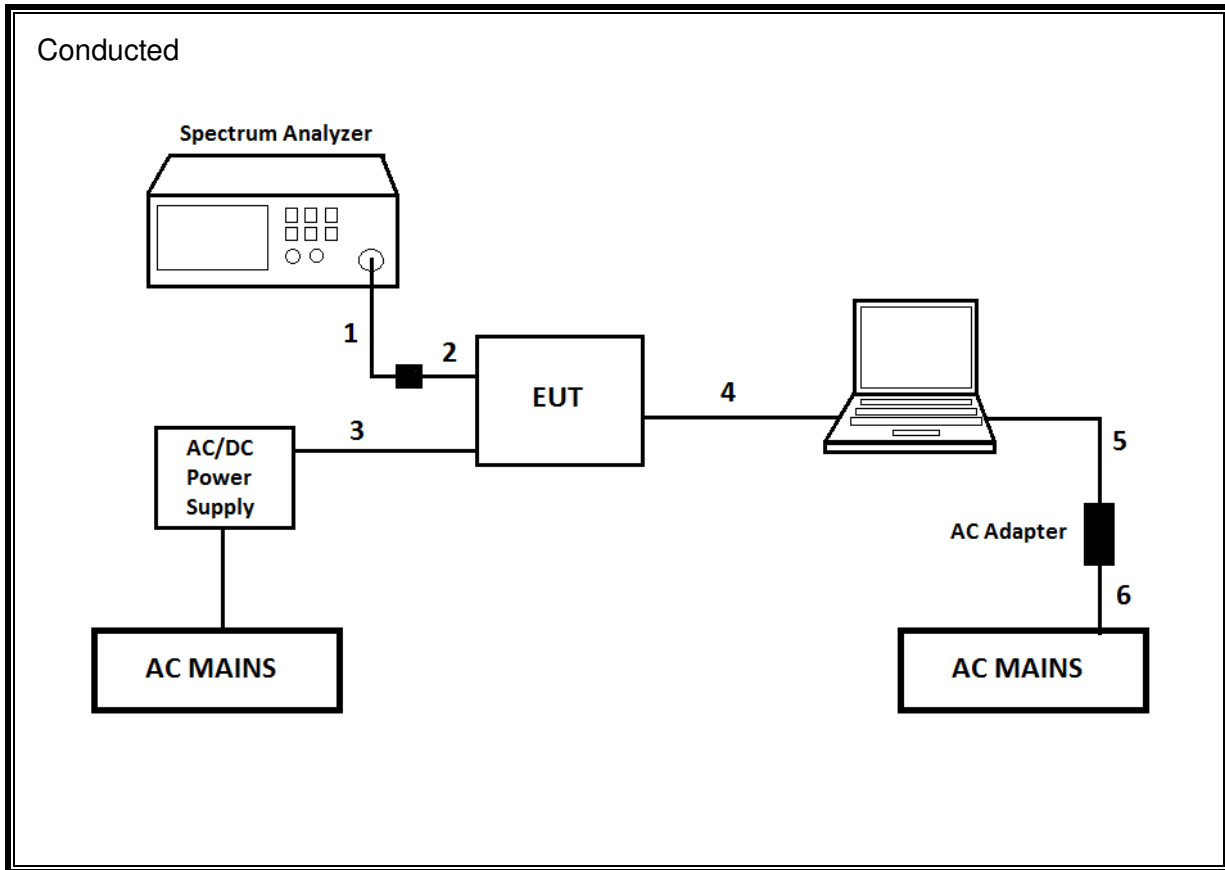 Conducted
Spectrum Analyzer
1
2
EUT
4
3
AC/DC
Power
Supply
5
AC Adapter
6
AC MAINS
AC MAINS